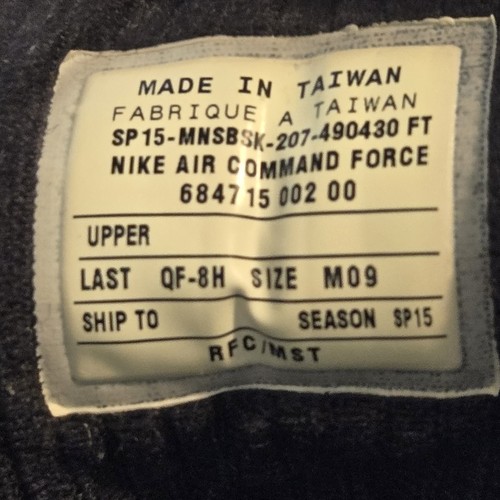 MADE IN TAIWAN
FABRIQUE A TAIWAN
SP15-MNSBSK-207-490430 FT
NIKE AIR COMMAND FORCE
684715 002 00
UPPER
LAST QF-8H SIZE M09
SHIP TO SEASON SP15
RFC/MST